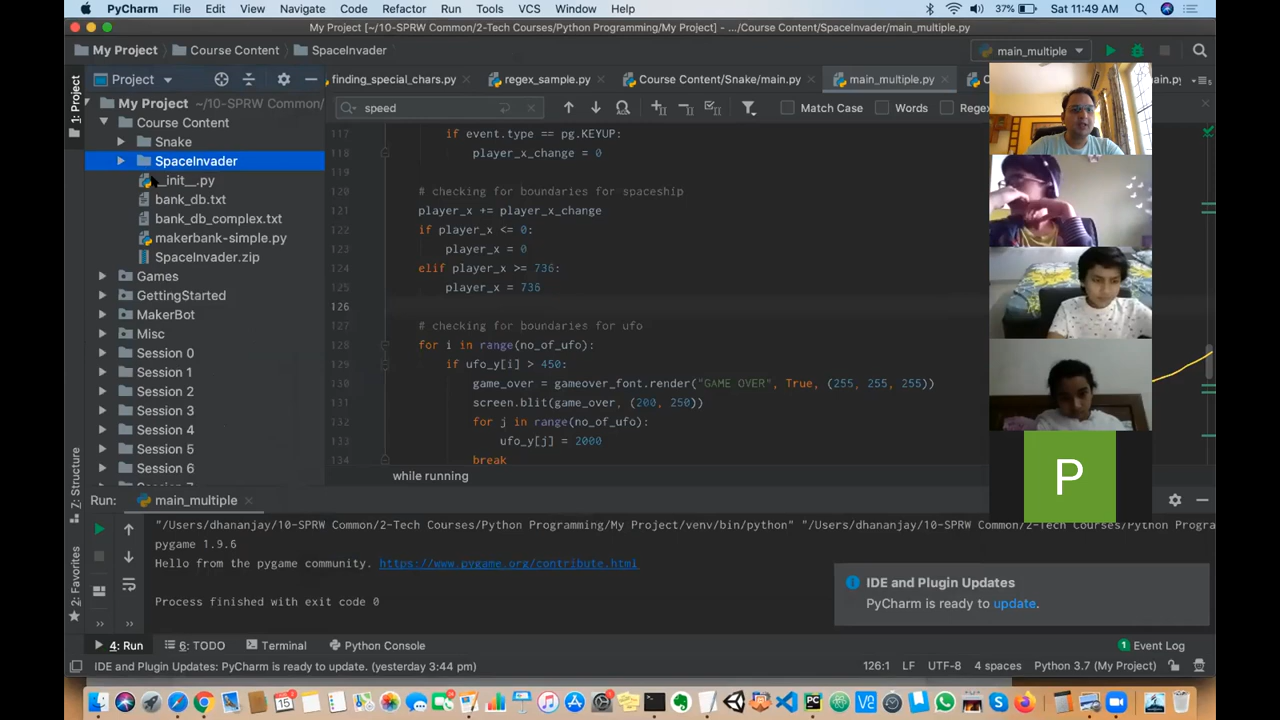 PyCharm File Edit View Navigate Code Refactor Run Tools VCS Window Help 37% Sat 11:49 AM
My Project [~/10-SPRW Common/2-Tech Courses/Python Programming/My Project] - .../Course Content/SpaceInvader/main_multiple.py
My Project Course Content SpaceInvader main_multiple
Project finding_special_chars.py regex_sample.py Course Content/Snake/main.py main_multiple.py
speed Match Case Words Regex
1: Project
7: Structure
2: Favorites
My Project ~/10-SPRW Common/
Course Content
Snake
SpaceInvader
__init__.py
bank_db.txt
bank_db_complex.txt
makerbank-simple.py
SpaceInvader.zip
Games
GettingStarted
MakerBot
Misc
Session 0
Session 1
Session 2
Session 3
Session 4
Session 5
Session 6
117 if event.type == pg.KEYUP:
118 player_x_change = 0
119
120 # checking for boundaries for spaceship
121 player_x += player_x_change
122 if player_x <= 0:
123 player_x = 0
124 elif player_x >= 736:
125 player_x = 736
126
127 # checking for boundaries for ufo
128 for i in range(no_of_ufo):
129 if ufo_y[i] > 450:
130 game_over = gameover_font.render("GAME OVER", True, (255, 255, 255))
131 screen.blit(game_over, (200, 250))
132 for j in range(no_of_ufo):
133 ufo_y[j] = 2000
134 break
while running
P
Run: main_multiple
"/Users/dhananjay/10-SPRW Common/2-Tech Courses/Python Programming/My Project/venv/bin/python" "/Users/dhananjay/10-SPRW Common/2-Tech Courses/Python Progra
pygame 1.9.6
Hello from the pygame community. https://www.pygame.org/contribute.html
Process finished with exit code 0
IDE and Plugin Updates
PyCharm is ready to update.
4: Run 6: TODO Terminal Python Console 1 Event Log
IDE and Plugin Updates: PyCharm is ready to update. (yesterday 3:44 pm) 126:1 LF UTF-8 4 spaces Python 3.7 (My Project)